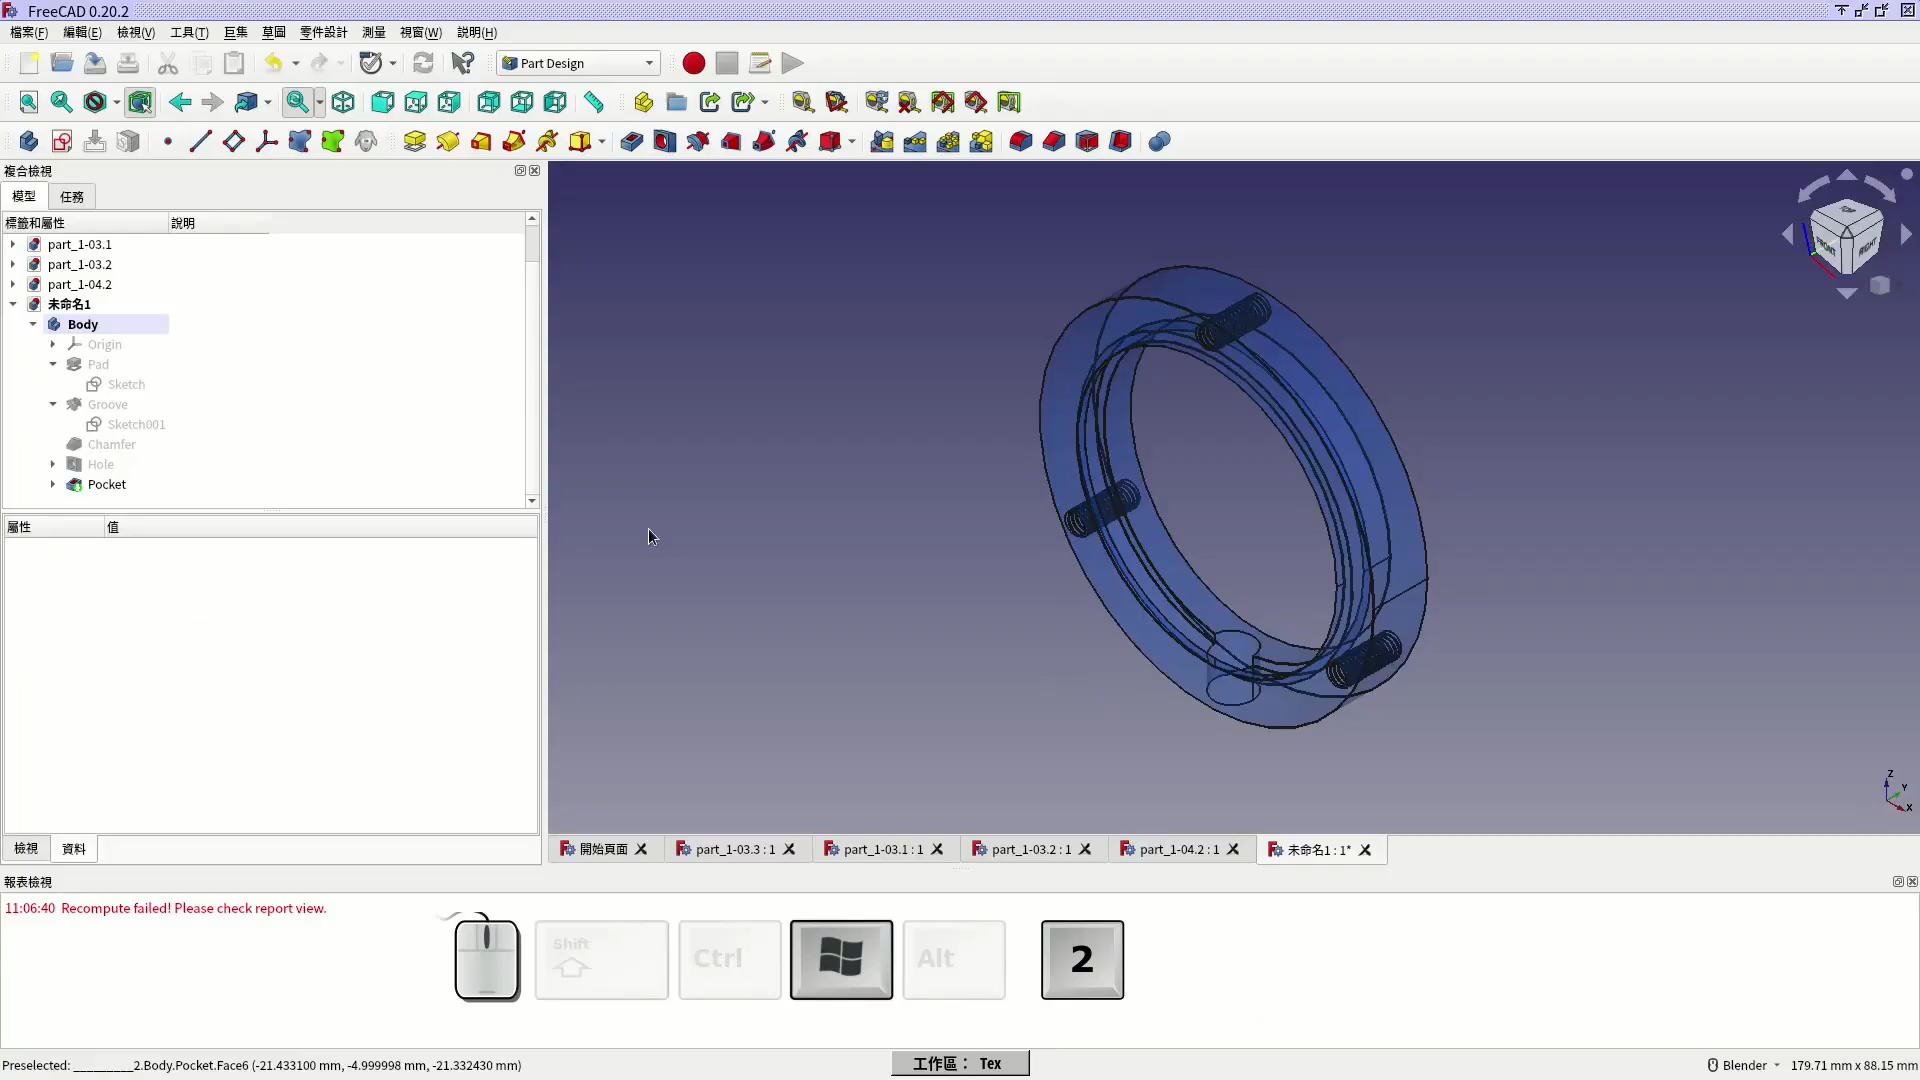 FreeCAD 0.20.2
檔案(F) 編輯(E) 檢視(V) 工具(T) 巨集 草圖 零件設計 測量 視窗(W) 說明(H)
Part Design
複合檢視
模型 任務
標籤和屬性 說明
part_1-03.1
part_1-03.2
part_1-04.2
未命名1
Body
Origin
Pad
Sketch
Groove
Sketch001
Chamfer
Hole
Pocket
屬性 值
檢視 資料
FRONT RIGHT
Z
Y
X
開始頁面 part_1-03.3 : 1 part_1-03.1 : 1 part_1-03.2 : 1 part_1-04.2 : 1 未命名1 : 1*
報表檢視
11:06:40 Recompute failed! Please check report view.
Shift Ctrl Alt 2
Preselected: _________2.Body.Pocket.Face6 (-21.433100 mm, -4.999998 mm, -21.332430 mm)
工作區： Tex
Blender 179.71 mm x 88.15 mm